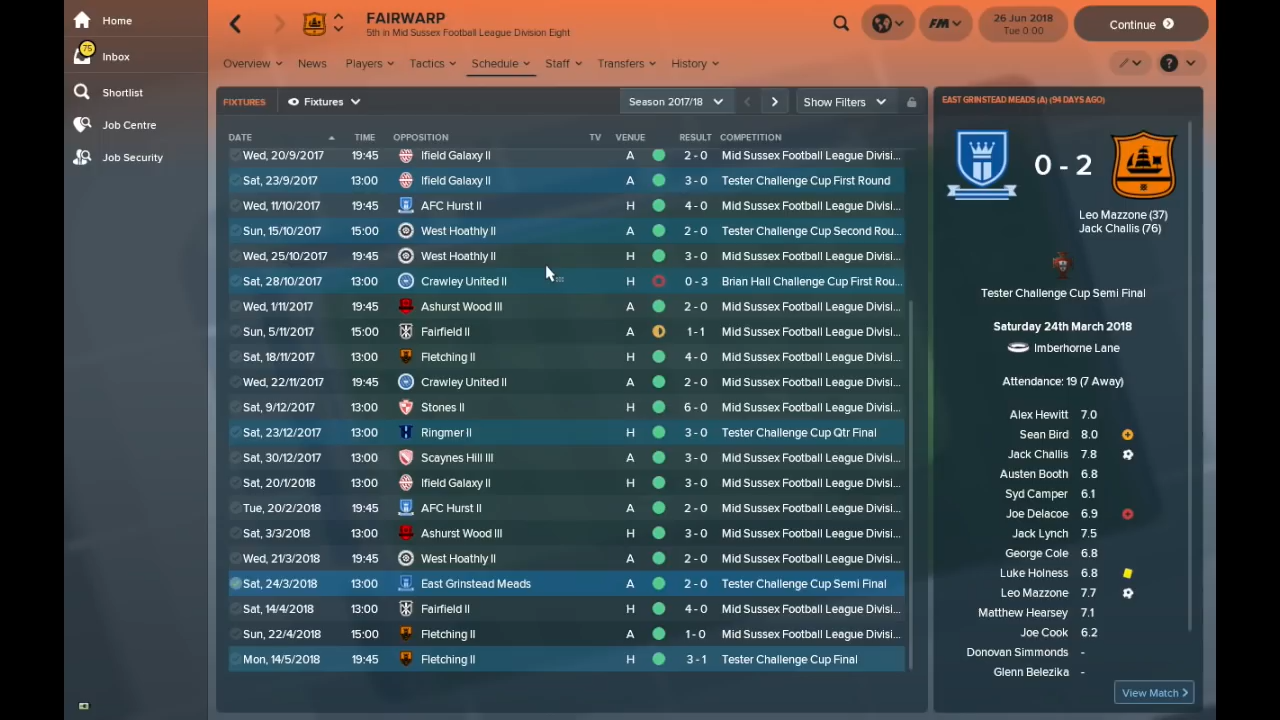 Home
75
Inbox
Shortlist
Job Centre
Job Security
FAIRWARP
5th in Mid Sussex Football League Division Eight
FM
26 Jun 2018
Tue 0:00
Continue
Overview News Players Tactics Schedule Staff Transfers History
?
FIXTURES Fixtures Season 2017/18 Show Filters
DATE TIME OPPOSITION TV VENUE RESULT COMPETITION
Wed, 20/9/2017 19:45 Ifield Galaxy II A 2 - 0 Mid Sussex Football League Divisi...
Sat, 23/9/2017 13:00 Ifield Galaxy II A 3 - 0 Tester Challenge Cup First Round
Wed, 11/10/2017 19:45 AFC Hurst II H 4 - 0 Mid Sussex Football League Divisi...
Sun, 15/10/2017 15:00 West Hoathly II A 2 - 0 Tester Challenge Cup Second Rou...
Wed, 25/10/2017 19:45 West Hoathly II H 3 - 0 Mid Sussex Football League Divisi...
Sat, 28/10/2017 13:00 Crawley United II H 0 - 3 Brian Hall Challenge Cup First Rou...
Wed, 1/11/2017 19:45 Ashurst Wood III A 2 - 0 Mid Sussex Football League Divisi...
Sun, 5/11/2017 15:00 Fairfield II A 1 - 1 Mid Sussex Football League Divisi...
Sat, 18/11/2017 13:00 Fletching II H 4 - 0 Mid Sussex Football League Divisi...
Wed, 22/11/2017 19:45 Crawley United II A 2 - 0 Mid Sussex Football League Divisi...
Sat, 9/12/2017 13:00 Stones II H 6 - 0 Mid Sussex Football League Divisi...
Sat, 23/12/2017 13:00 Ringmer II H 3 - 0 Tester Challenge Cup Qtr Final
Sat, 30/12/2017 13:00 Scaynes Hill III A 3 - 0 Mid Sussex Football League Divisi...
Sat, 20/1/2018 13:00 Ifield Galaxy II H 3 - 0 Mid Sussex Football League Divisi...
Tue, 20/2/2018 19:45 AFC Hurst II A 2 - 0 Mid Sussex Football League Divisi...
Sat, 3/3/2018 13:00 Ashurst Wood III H 3 - 0 Mid Sussex Football League Divisi...
Wed, 21/3/2018 19:45 West Hoathly II A 2 - 0 Mid Sussex Football League Divisi...
Sat, 24/3/2018 13:00 East Grinstead Meads A 2 - 0 Tester Challenge Cup Semi Final
Sat, 14/4/2018 13:00 Fairfield II H 4 - 0 Mid Sussex Football League Divisi...
Sun, 22/4/2018 15:00 Fletching II A 1 - 0 Mid Sussex Football League Divisi...
Mon, 14/5/2018 19:45 Fletching II H 3 - 1 Tester Challenge Cup Final
EAST GRINSTEAD MEADS (A) (94 DAYS AGO)
0 - 2
Leo Mazzone (37)
Jack Challis (76)
Tester Challenge Cup Semi Final
Saturday 24th March 2018
Imberhorne Lane
Attendance: 19 (7 Away)
Alex Hewitt 7.0
Sean Bird 8.0
Jack Challis 7.8
Austen Booth 6.8
Syd Camper 6.1
Joe Delacoe 6.9
Jack Lynch 7.5
George Cole 6.8
Luke Holness 6.8
Leo Mazzone 7.7
Matthew Hearsey 7.1
Joe Cook 6.2
Donovan Simmonds -
Glenn Belezika -
View Match